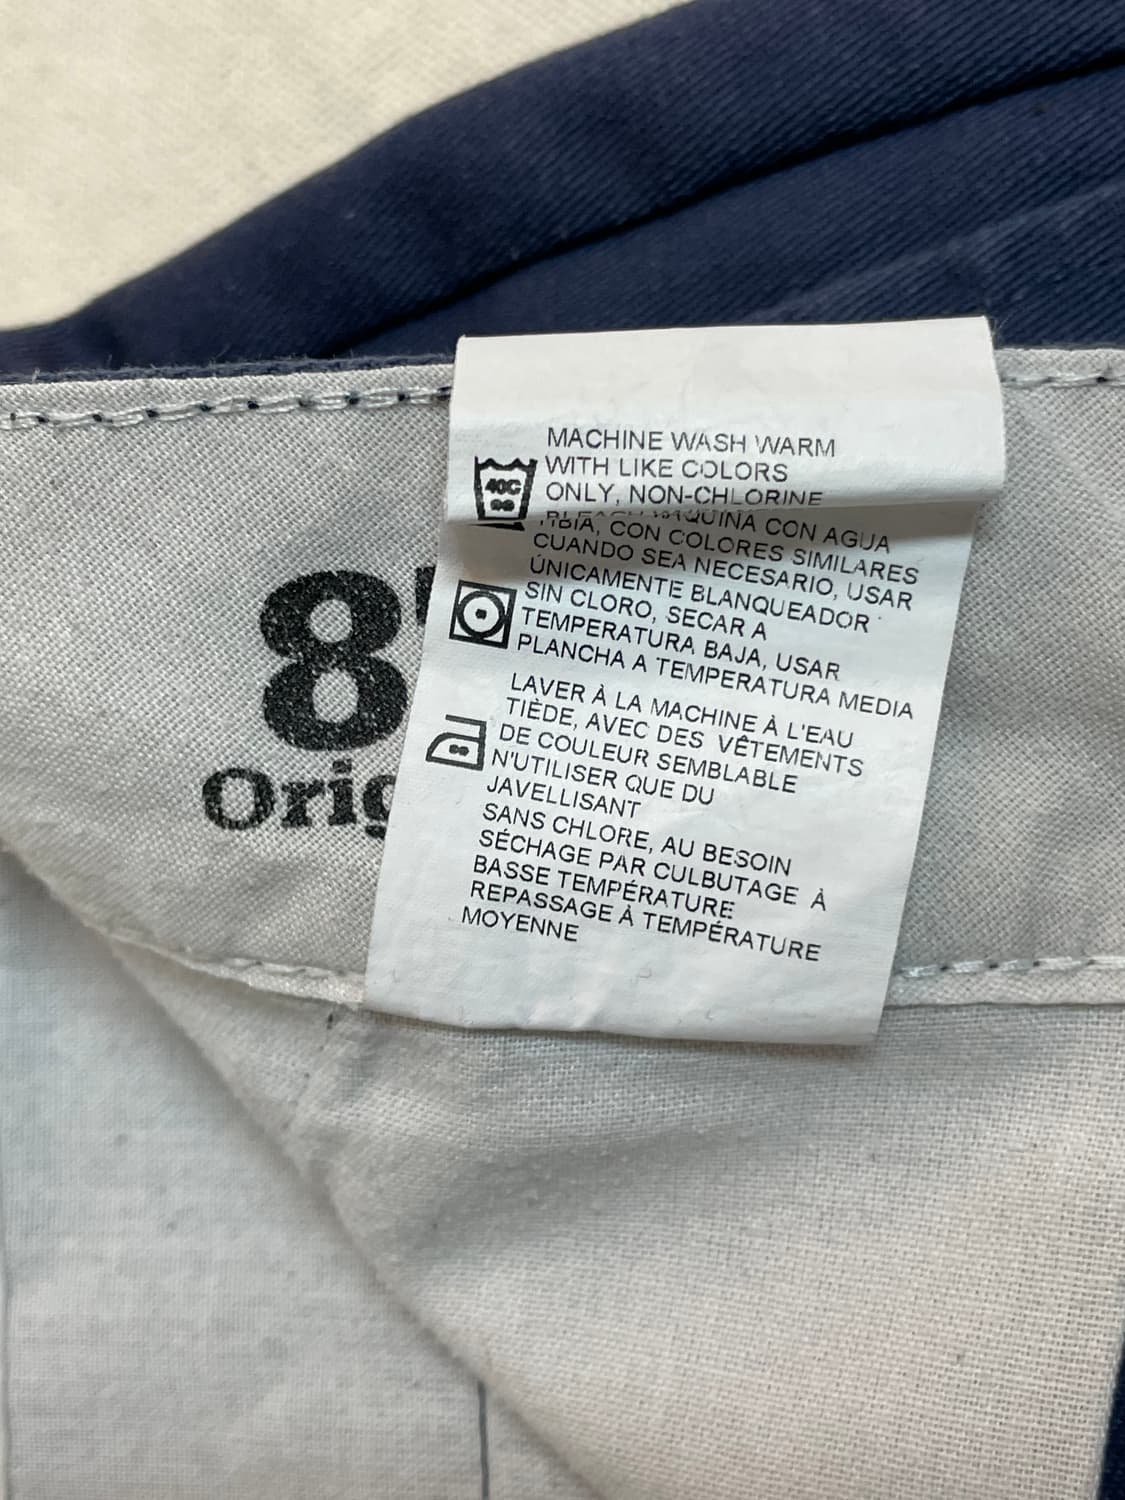 MACHINE WASH WARM
WITH LIKE COLORS
ONLY, NON-CHLORINE
40C
MAQUINA CON AGUA
CON COLORES SIMILARES
CUANDO SEA NECESARIO, USAR
ÚNICAMENTE BLANQUEADOR
SIN CLORO, SECAR A
TEMPERATURA BAJA, USAR
PLANCHA A TEMPERATURA MEDIA
LAVER À LA MACHINE À L'EAU
TIÈDE, AVEC DES VÊTEMENTS
DE COULEUR SEMBLABLE
N'UTILISER QUE DU
JAVELLISANT
SANS CHLORE, AU BESOIN
SÉCHAGE PAR CULBUTAGE À
BASSE TEMPÉRATURE
REPASSAGE À TEMPÉRATURE
MOYENNE
8
Orig